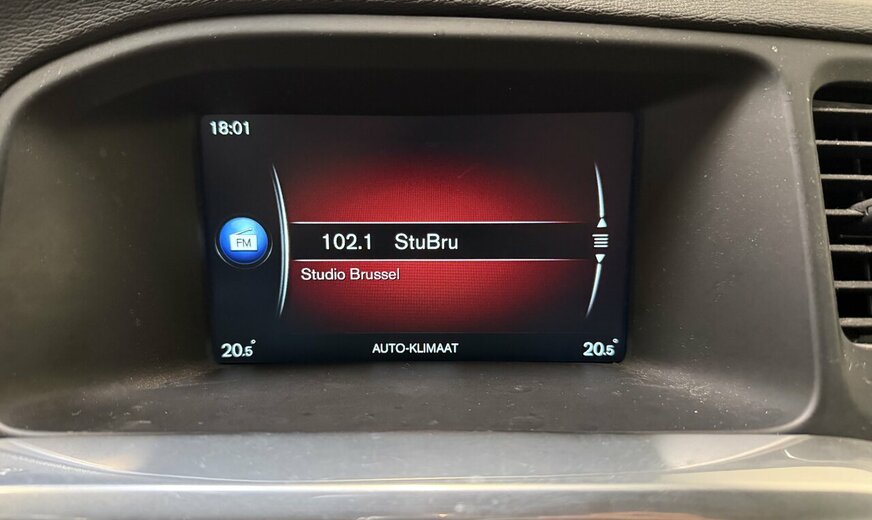 18:01
FM
102.1 StuBru
Studio Brussel
20.5° AUTO-KLIMAAT 20.5°